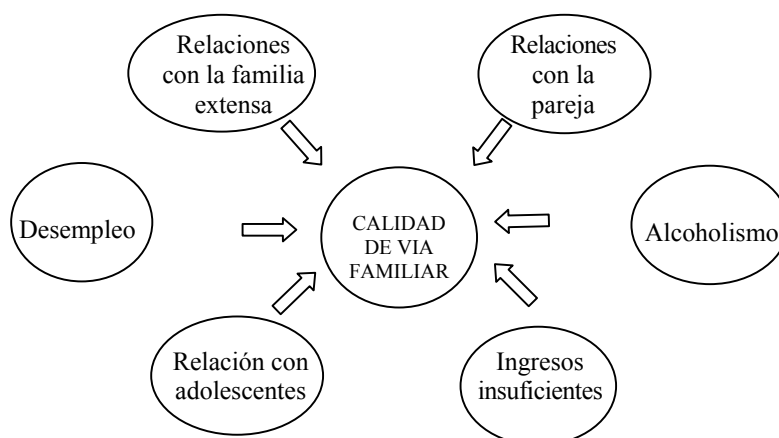 Relaciones
con la familia
extensa
Relaciones
con la
pareja
Desempleo
CALIDAD
DE VIA
FAMILIAR
Alcoholismo
Relación con
adolescentes
Ingresos
insuficientes